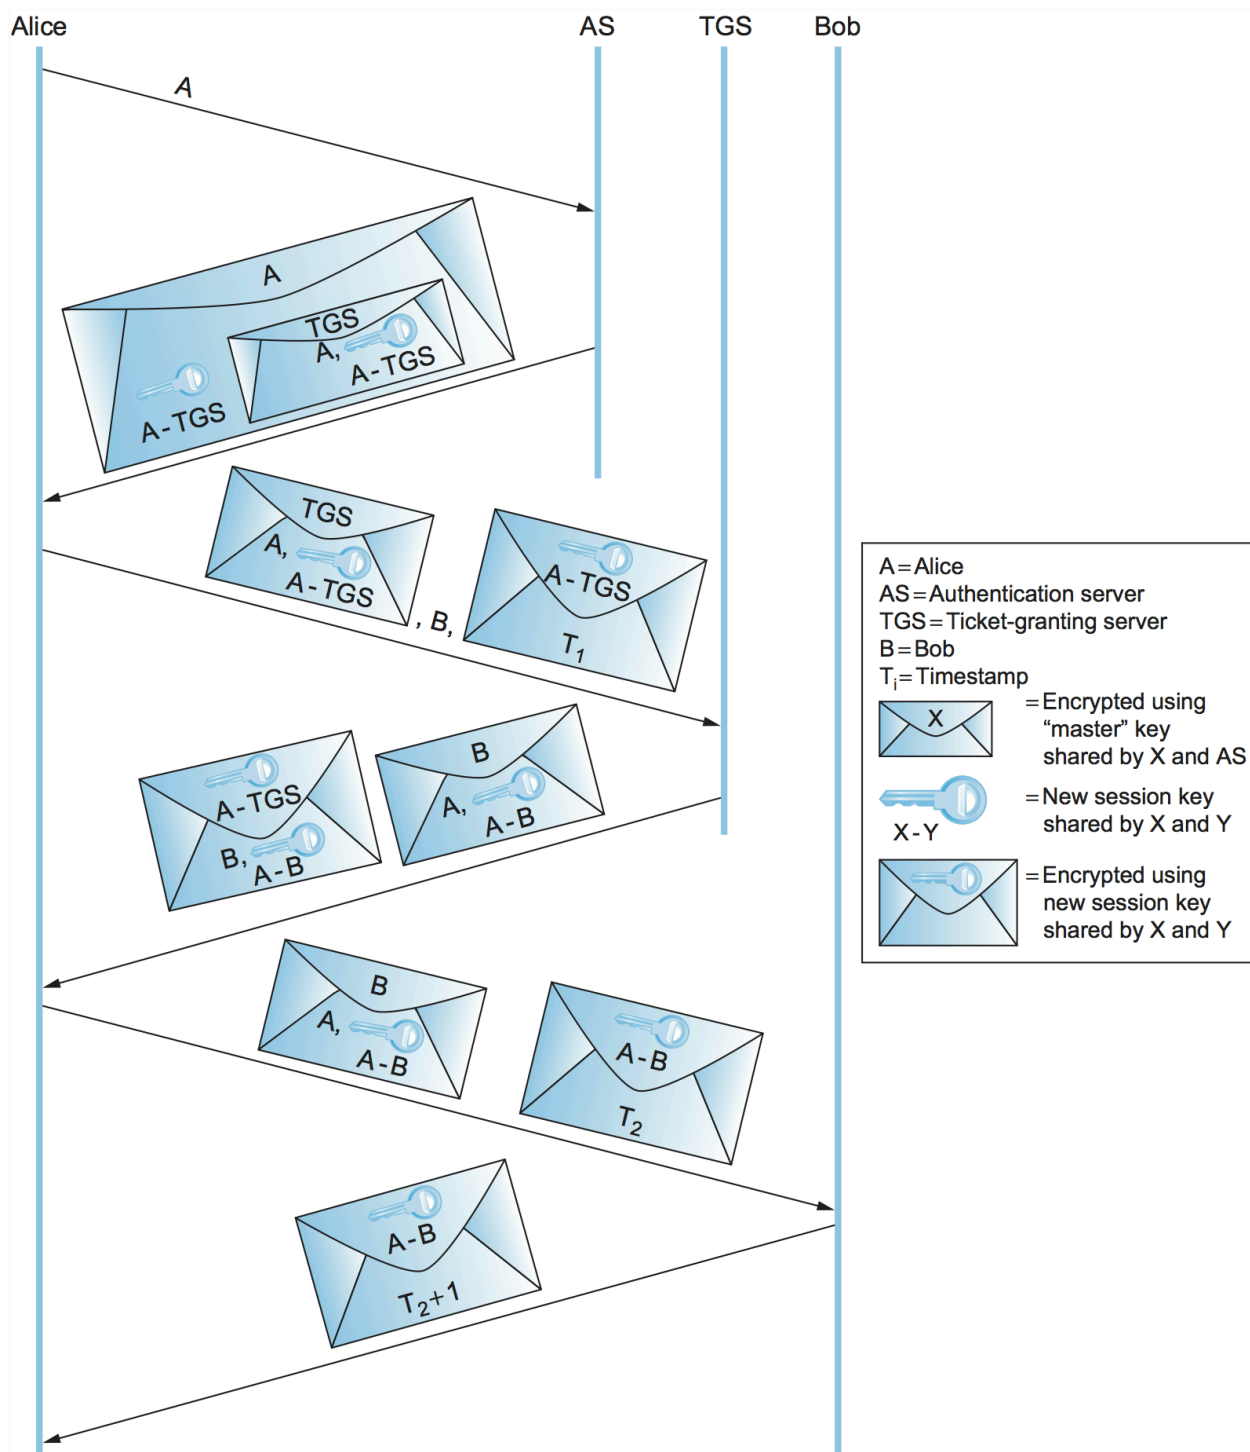 Alice AS TGS Bob
A
A
TGS
A,
A-TGS
A-TGS
TGS
A,
A-TGS
, B,
A-TGS
T₁
A-TGS
B,
A-B
B
A,
A-B
B
A,
A-B
A-B
T₂
A-B
T₂+1
A=Alice
AS=Authentication server
TGS=Ticket-granting server
B=Bob
Tᵢ=Timestamp
X
=Encrypted using
“master” key
shared by X and AS
X-Y
=New session key
shared by X and Y
=Encrypted using
new session key
shared by X and Y